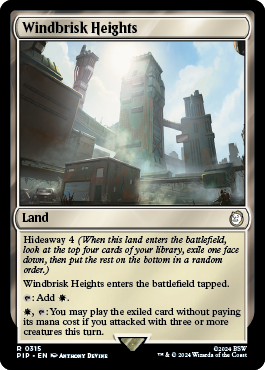 Windbrisk Heights
Land
Hideaway 4 (When this land enters the battlefield,
look at the top four cards of your library, exile one face
down, then put the rest on the bottom in a random
order.)
Windbrisk Heights enters the battlefield tapped.
: Add .
, : You may play the exiled card without paying
its mana cost if you attacked with three or more
creatures this turn.
R 0315
PIP • EN ANTHONY DEVINE
©2024 BSW
™ & © 2024 Wizards of the Coast